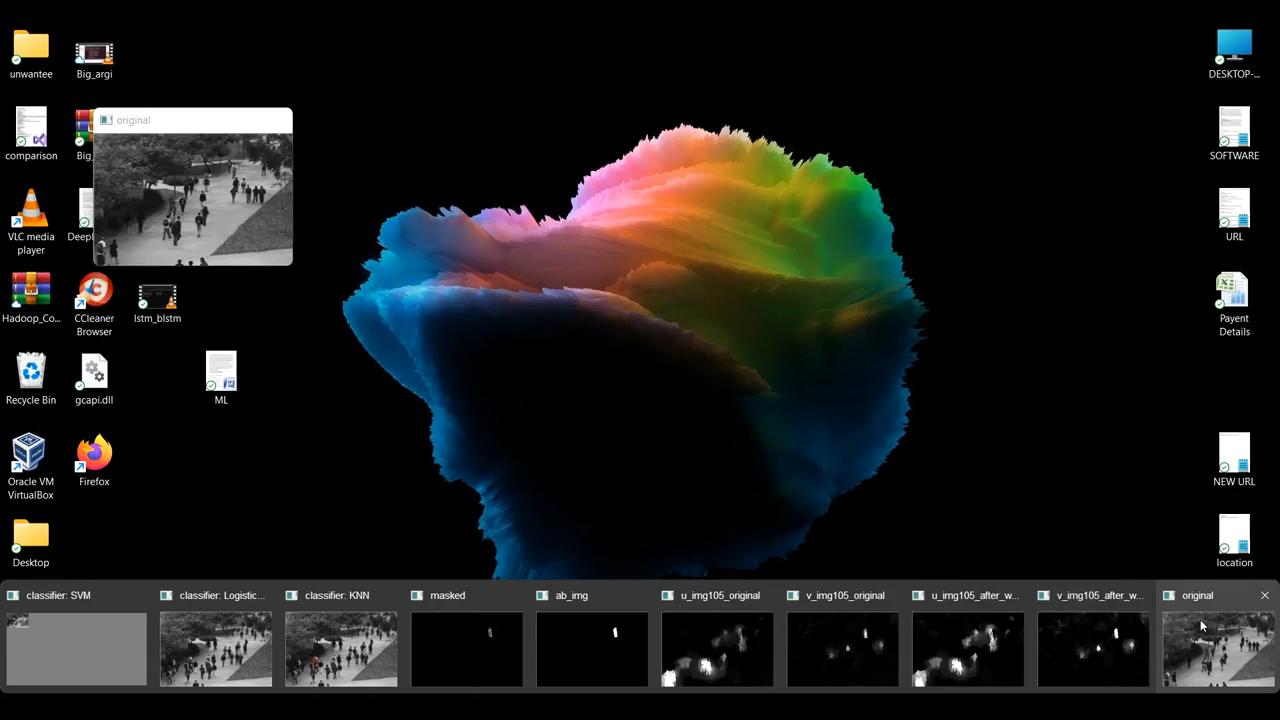 unwantee
Big_argi
DESKTOP-...
original
comparison
Big_
SOFTWARE
VLC media
player
Deepl
URL
Hadoop_Co...
CCleaner
Browser
lstm_blstm
Payent
Details
Recycle Bin
gcapi.dll
ML
Oracle VM
VirtualBox
Firefox
NEW URL
Desktop
location
classifier: SVM
classifier: Logistic...
classifier: KNN
masked
ab_img
u_img105_original
v_img105_original
u_img105_after_w...
v_img105_after_w...
original